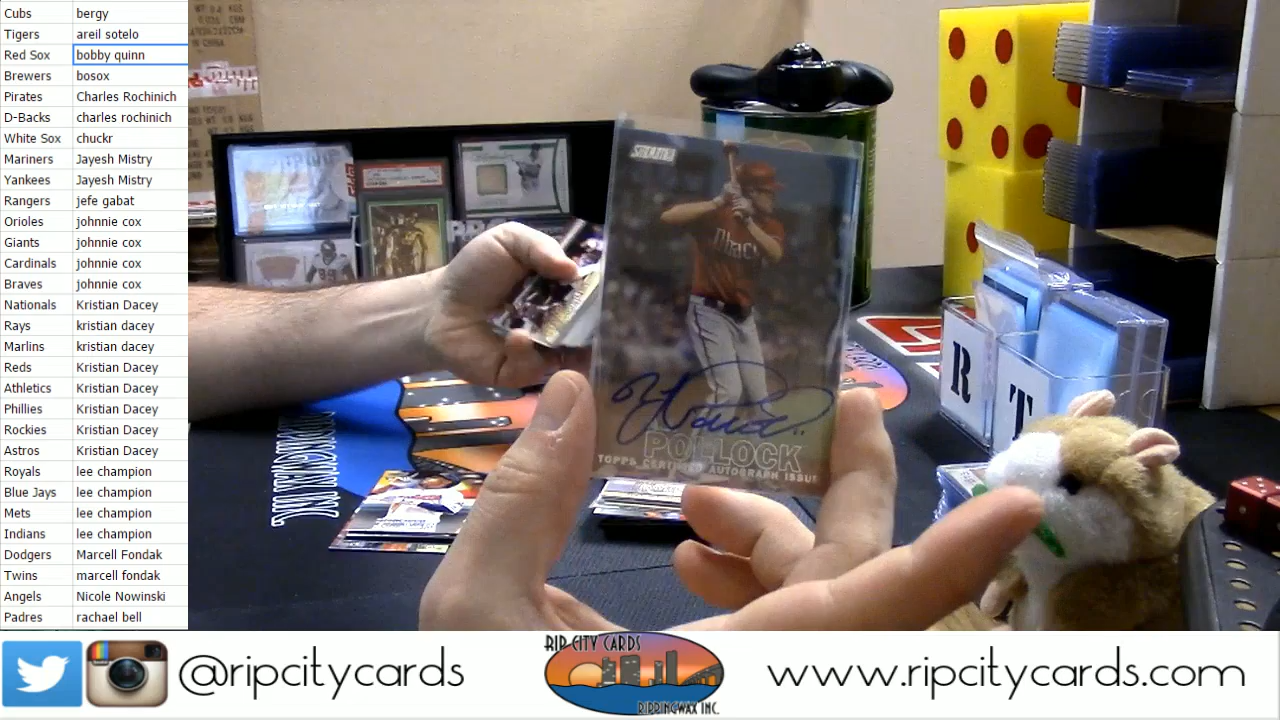 Cubs bergy
Tigers areil sotelo
Red Sox bobby quinn
Brewers bosox
Pirates Charles Rochinich
D-Backs charles rochinich
White Sox chuckr
Mariners Jayesh Mistry
Yankees Jayesh Mistry
Rangers jefe gabat
Orioles johnnie cox
Giants johnnie cox
Cardinals johnnie cox
Braves johnnie cox
Nationals Kristian Dacey
Rays kristian dacey
Marlins kristian dacey
Reds Kristian Dacey
Athletics Kristian Dacey
Phillies Kristian Dacey
Rockies Kristian Dacey
Astros Kristian Dacey
Royals lee champion
Blue Jays lee champion
Mets lee champion
Indians lee champion
Dodgers Marcell Fondak
Twins marcell fondak
Angels Nicole Nowinski
Padres rachael bell
POLLOCK
TOPPS CERTIFIED AUTOGRAPH ISSUE
R
T
@ripcitycards
RIP CITY CARDS
RIPPINGWAX INC.
www.ripcitycards.com